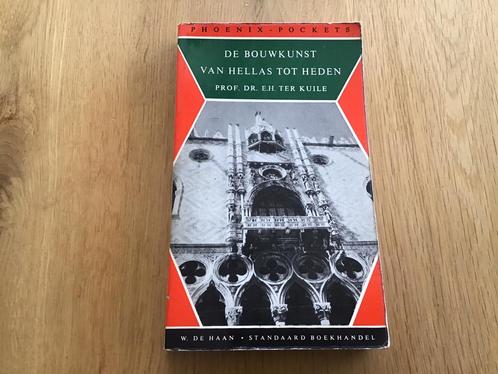 PHOENIX-POCKETS
DE BOUWKUNST
VAN HELLAS TOT HEDEN
PROF. DR. E.H. TER KUILE
W. DE HAAN • STANDAARD BOEKHANDEL